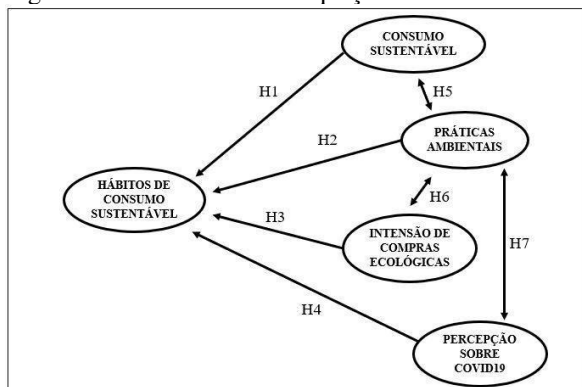 CONSUMO
SUSTENTÁVEL
H1
H5
H2
PRÁTICAS
AMBIENTAIS
HÁBITOS DE
CONSUMO
SUSTENTÁVEL
H3
H6
INTENSÃO DE
COMPRAS
ECOLÓGICAS
H7
H4
PERCEPÇÃO
SOBRE
COVID19